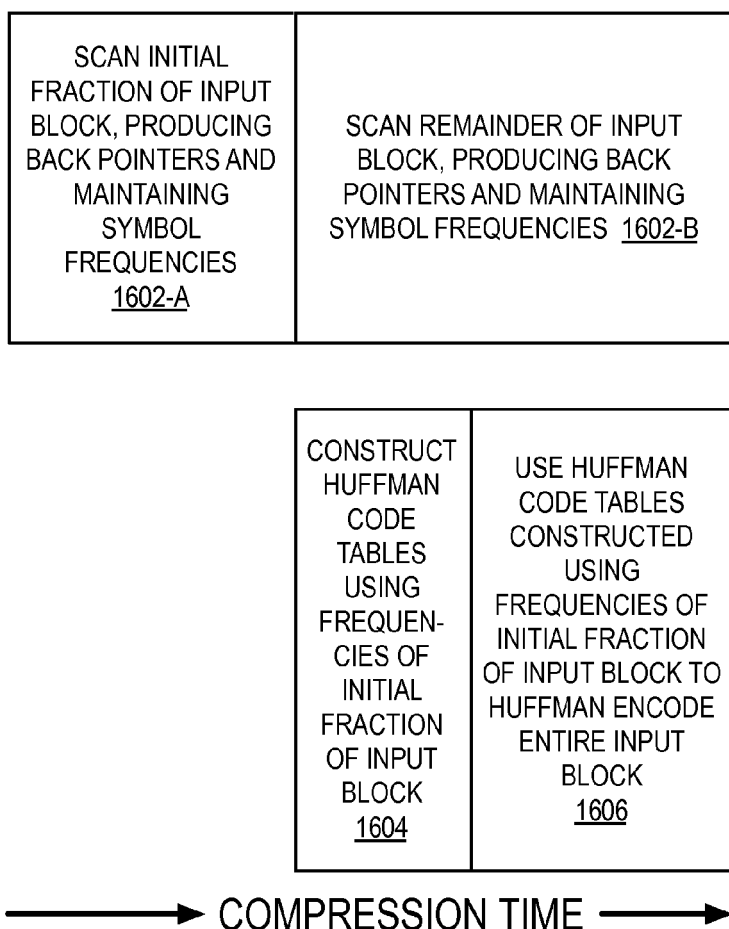 SCAN INITIAL
FRACTION OF INPUT
BLOCK, PRODUCING
BACK POINTERS AND
MAINTAINING
SYMBOL
FREQUENCIES
1602-A
SCAN REMAINDER OF INPUT
BLOCK, PRODUCING BACK
POINTERS AND MAINTAINING
SYMBOL FREQUENCIES 1602-B
CONSTRUCT
HUFFMAN
CODE
TABLES
USING
FREQUEN-
CIES OF
INITIAL
FRACTION
OF INPUT
BLOCK
1604
USE HUFFMAN
CODE TABLES
CONSTRUCTED
USING
FREQUENCIES OF
INITIAL FRACTION
OF INPUT BLOCK TO
HUFFMAN ENCODE
ENTIRE INPUT
BLOCK
1606
COMPRESSION TIME